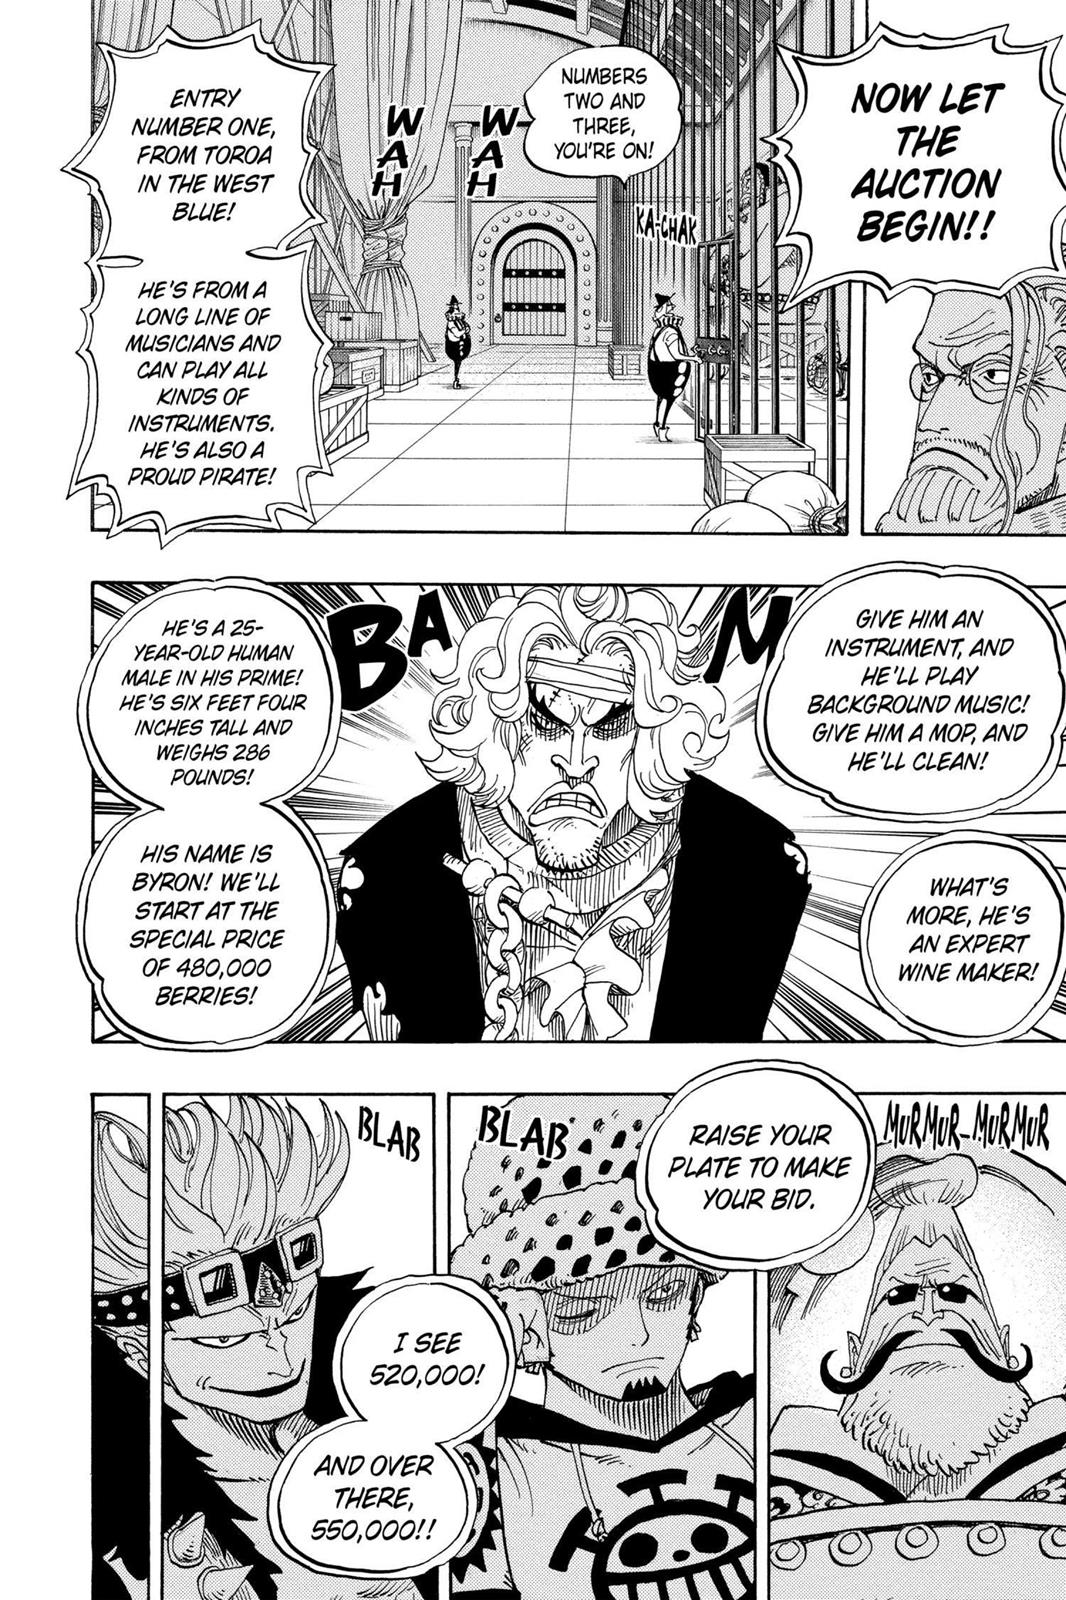 NOW LET
THE
AUCTION
BEGIN!!
NUMBERS
TWO AND
THREE,
YOU'RE ON!
KA-CHAK
WAH
WAH
ENTRY
NUMBER ONE,
FROM TOROA
IN THE WEST
BLUE!
HE'S FROM A
LONG LINE OF
MUSICIANS AND
CAN PLAY ALL
KINDS OF
INSTRUMENTS.
HE'S ALSO A
PROUD PIRATE!
GIVE HIM AN
INSTRUMENT, AND
HE'LL PLAY
BACKGROUND MUSIC!
GIVE HIM A MOP, AND
HE'LL CLEAN!
WHAT'S
MORE, HE'S
AN EXPERT
WINE MAKER!
BAM
HE'S A 25-
YEAR-OLD HUMAN
MALE IN HIS PRIME!
HE'S SIX FEET FOUR
INCHES TALL AND
WEIGHS 286
POUNDS!
HIS NAME IS
BYRON! WE'LL
START AT THE
SPECIAL PRICE
OF 480,000
BERRIES!
MURMUR-MURMUR
RAISE YOUR
PLATE TO MAKE
YOUR BID.
BLAB
BLAB
I SEE
520,000!
AND OVER
THERE,
550,000!!